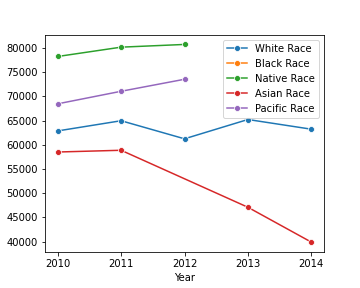 80000
75000
70000
65000
60000
55000
50000
45000
40000
White Race
Black Race
Native Race
Asian Race
Pacific Race
2010 2011 2012 2013 2014
Year